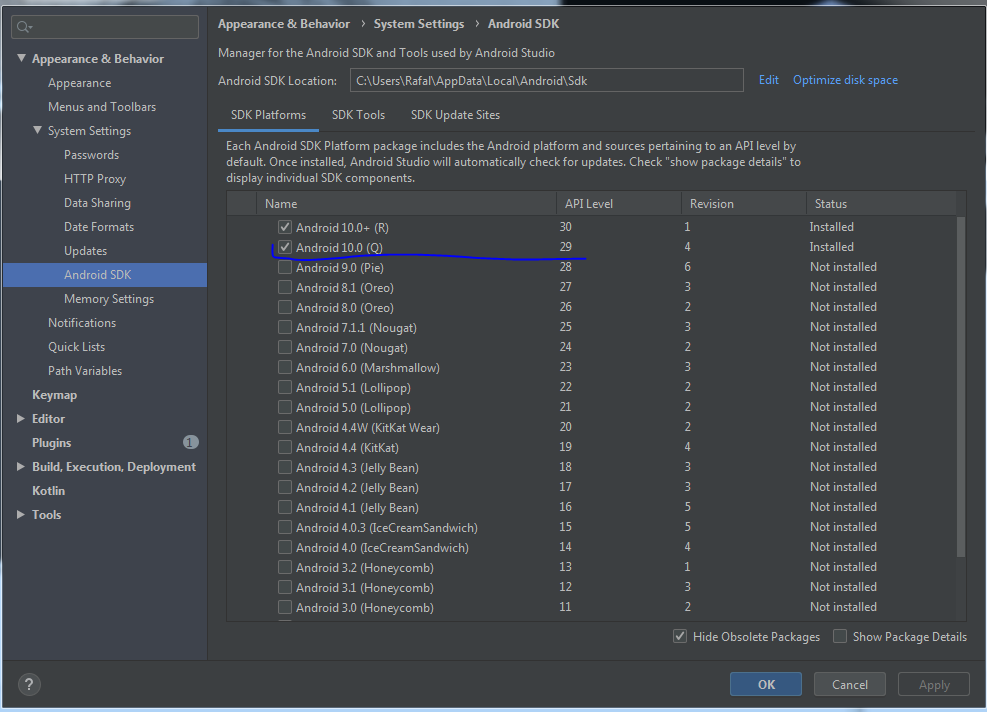 Appearance & Behavior › System Settings › Android SDK
Manager for the Android SDK and Tools used by Android Studio
Android SDK Location: C:\Users\Rafal\AppData\Local\Android\Sdk Edit Optimize disk space
SDK Platforms SDK Tools SDK Update Sites
Each Android SDK Platform package includes the Android platform and sources pertaining to an API level by
default. Once installed, Android Studio will automatically check for updates. Check "show package details" to
display individual SDK components.
Name API Level Revision Status
Android 10.0+ (R) 30 1 Installed
Android 10.0 (Q) 29 4 Installed
Android 9.0 (Pie) 28 6 Not installed
Android 8.1 (Oreo) 27 3 Not installed
Android 8.0 (Oreo) 26 2 Not installed
Android 7.1.1 (Nougat) 25 3 Not installed
Android 7.0 (Nougat) 24 2 Not installed
Android 6.0 (Marshmallow) 23 3 Not installed
Android 5.1 (Lollipop) 22 2 Not installed
Android 5.0 (Lollipop) 21 2 Not installed
Android 4.4W (KitKat Wear) 20 2 Not installed
Android 4.4 (KitKat) 19 4 Not installed
Android 4.3 (Jelly Bean) 18 3 Not installed
Android 4.2 (Jelly Bean) 17 3 Not installed
Android 4.1 (Jelly Bean) 16 5 Not installed
Android 4.0.3 (IceCreamSandwich) 15 5 Not installed
Android 4.0 (IceCreamSandwich) 14 4 Not installed
Android 3.2 (Honeycomb) 13 1 Not installed
Android 3.1 (Honeycomb) 12 3 Not installed
Android 3.0 (Honeycomb) 11 2 Not installed
Hide Obsolete Packages Show Package Details
Appearance & Behavior
Appearance
Menus and Toolbars
System Settings
Passwords
HTTP Proxy
Data Sharing
Date Formats
Updates
Android SDK
Memory Settings
Notifications
Quick Lists
Path Variables
Keymap
Editor
Plugins 1
Build, Execution, Deployment
Kotlin
Tools
? OK Cancel Apply